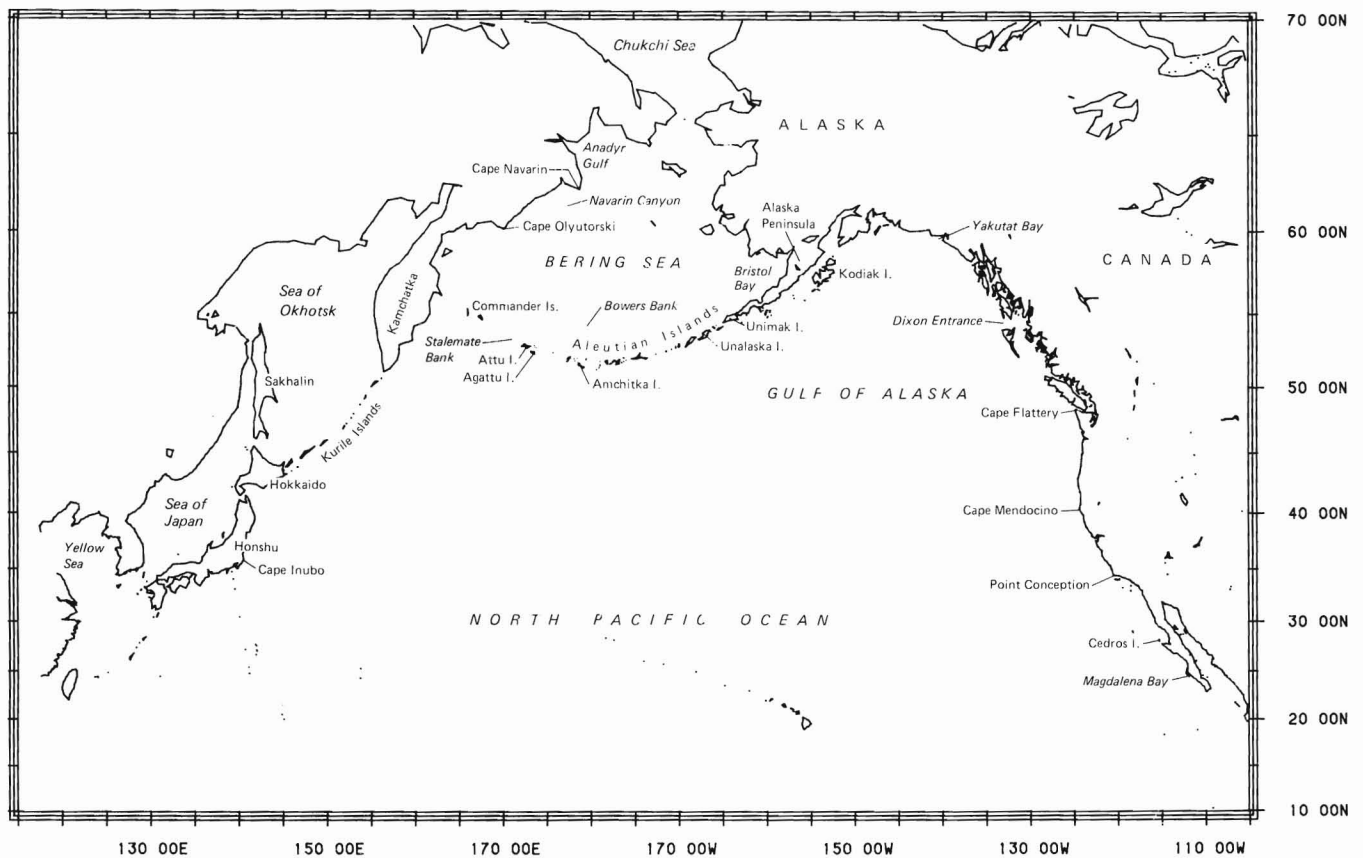 70 00N
Chukchi Sea
ALASKA
Anadyr
Gulf
Cape Navarin
Navarin Canyon
Alaska
Peninsula
Cape Olyutorski
Yakutat Bay
60 00N
BERING SEA
CANADA
Bristol
Bay
Kodiak I.
Sea of
Okhotsk
Kamchatka
Commander Is.
Bowers Bank
Dixon Entrance
Stalemate
Bank
Aleutian Islands
Unimak I.
Unalaska I.
Attu I.
Agattu I.
Amchitka I.
Sakhalin
GULF OF ALASKA
50 00N
Cape Flattery
Kurile Islands
Hokkaido
Sea of
Japan
Cape Mendocino
40 00N
Yellow
Sea
Honshu
Cape Inubo
Point Conception
NORTH PACIFIC OCEAN
30 00N
Cedros I.
Magdalena Bay
20 00N
10 00N
130 00E 150 00E 170 00E 170 00W 150 00W 130 00W 110 00W